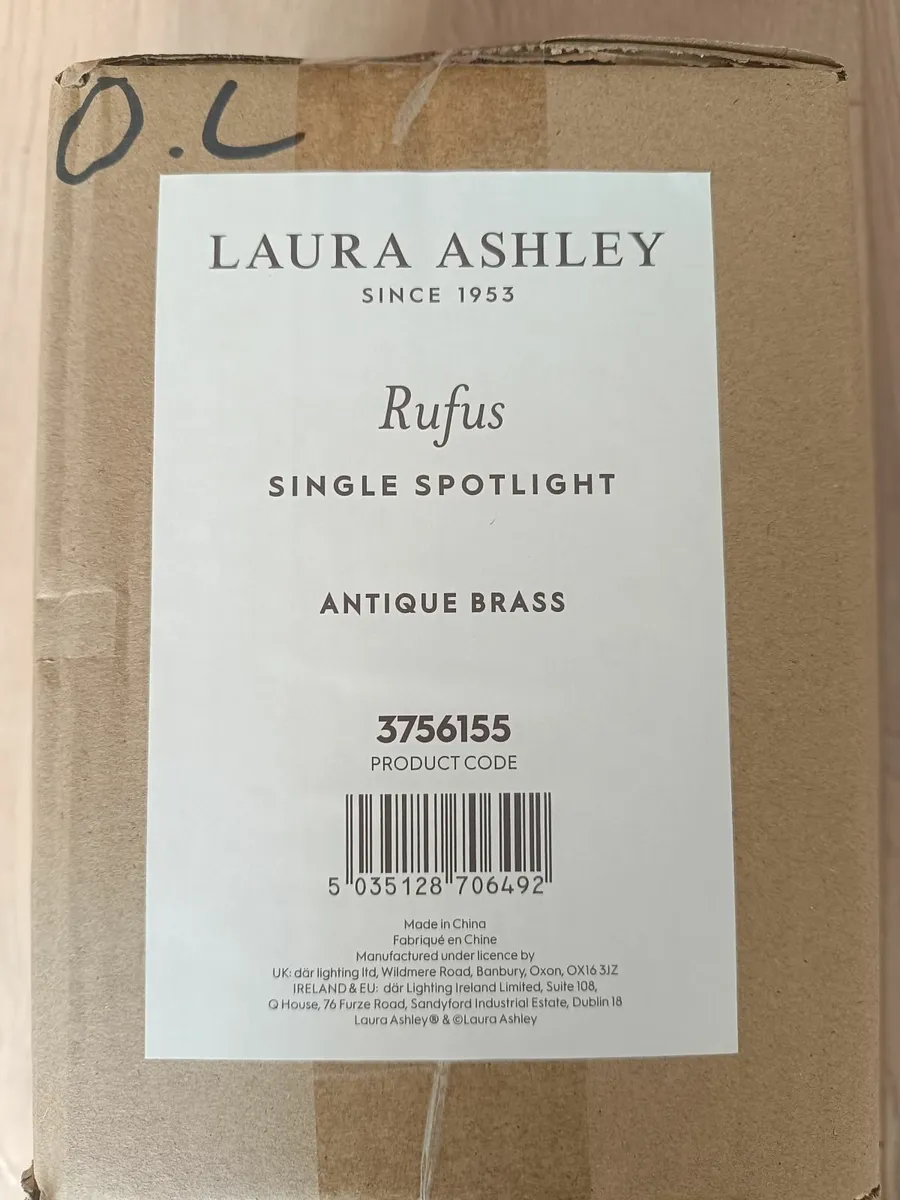 O.L
LAURA ASHLEY
SINCE 1953
Rufus
SINGLE SPOTLIGHT
ANTIQUE BRASS
3756155
PRODUCT CODE
5 035128 706492
Made in China
Fabriqué en Chine
Manufactured under licence by
UK: där lighting ltd, Wildmere Road, Banbury, Oxon, OX16 3JZ
IRELAND & EU: där Lighting Ireland Limited, Suite 108,
Q House, 76 Furze Road, Sandyford Industrial Estate, Dublin 18
Laura Ashley® & ©Laura Ashley